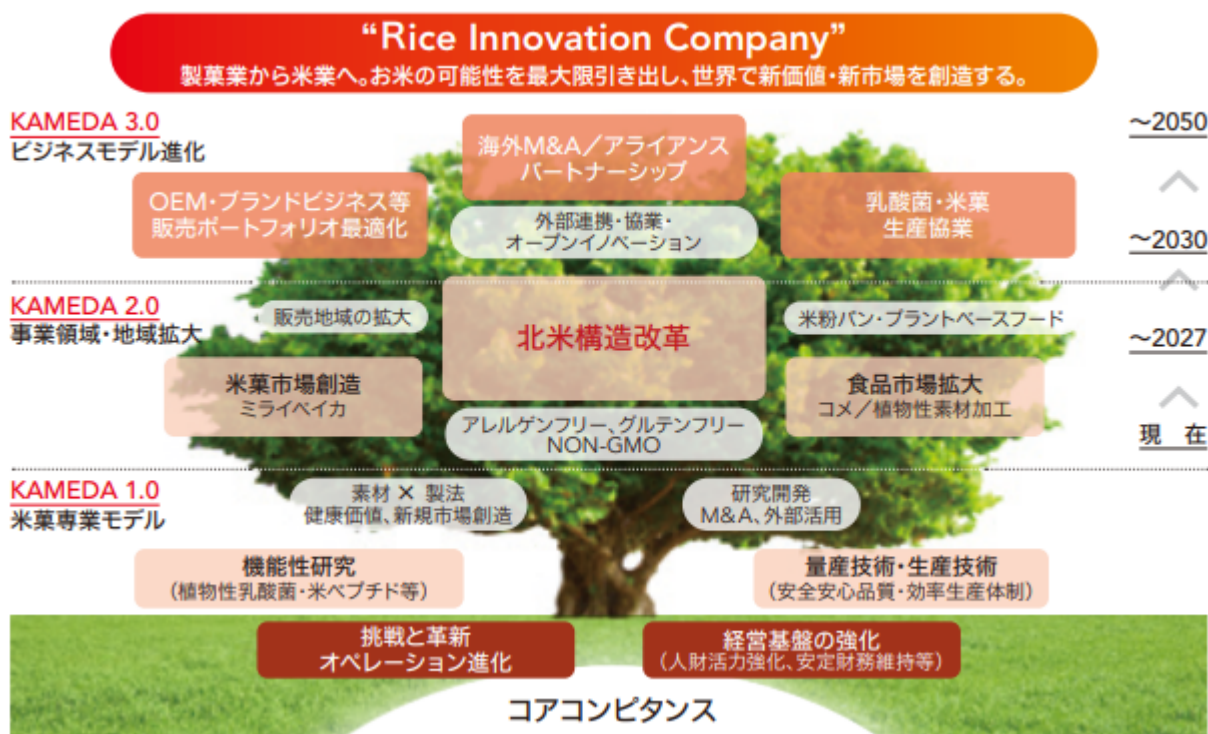 “Rice Innovation Company”
製菓業から米業へ。お米の可能性を最大限引き出し、世界で新価値・新市場を創造する。
KAMEDA 3.0
ビジネスモデル進化
海外M&A／アライアンス
パートナーシップ
OEM・ブランドビジネス等
販売ポートフォリオ最適化
外部連携・協業・
オープンイノベーション
乳酸菌・米菓
生産協業
～2050
～2030
KAMEDA 2.0
事業領域・地域拡大
販売地域の拡大
北米構造改革
米粉パン・プラントベースフード
～2027
米菓市場創造
ミライベイカ
アレルゲンフリー、グルテンフリー
NON-GMO
食品市場拡大
コメ／植物性素材加工
現 在
KAMEDA 1.0
米菓専業モデル
素材 × 製法
健康価値、新規市場創造
研究開発
M&A、外部活用
機能性研究
（植物性乳酸菌・米ペプチド等）
量産技術・生産技術
（安全安心品質・効率生産体制）
挑戦と革新
オペレーション進化
経営基盤の強化
（人財活力強化、安定財務維持等）
コアコンピタンス